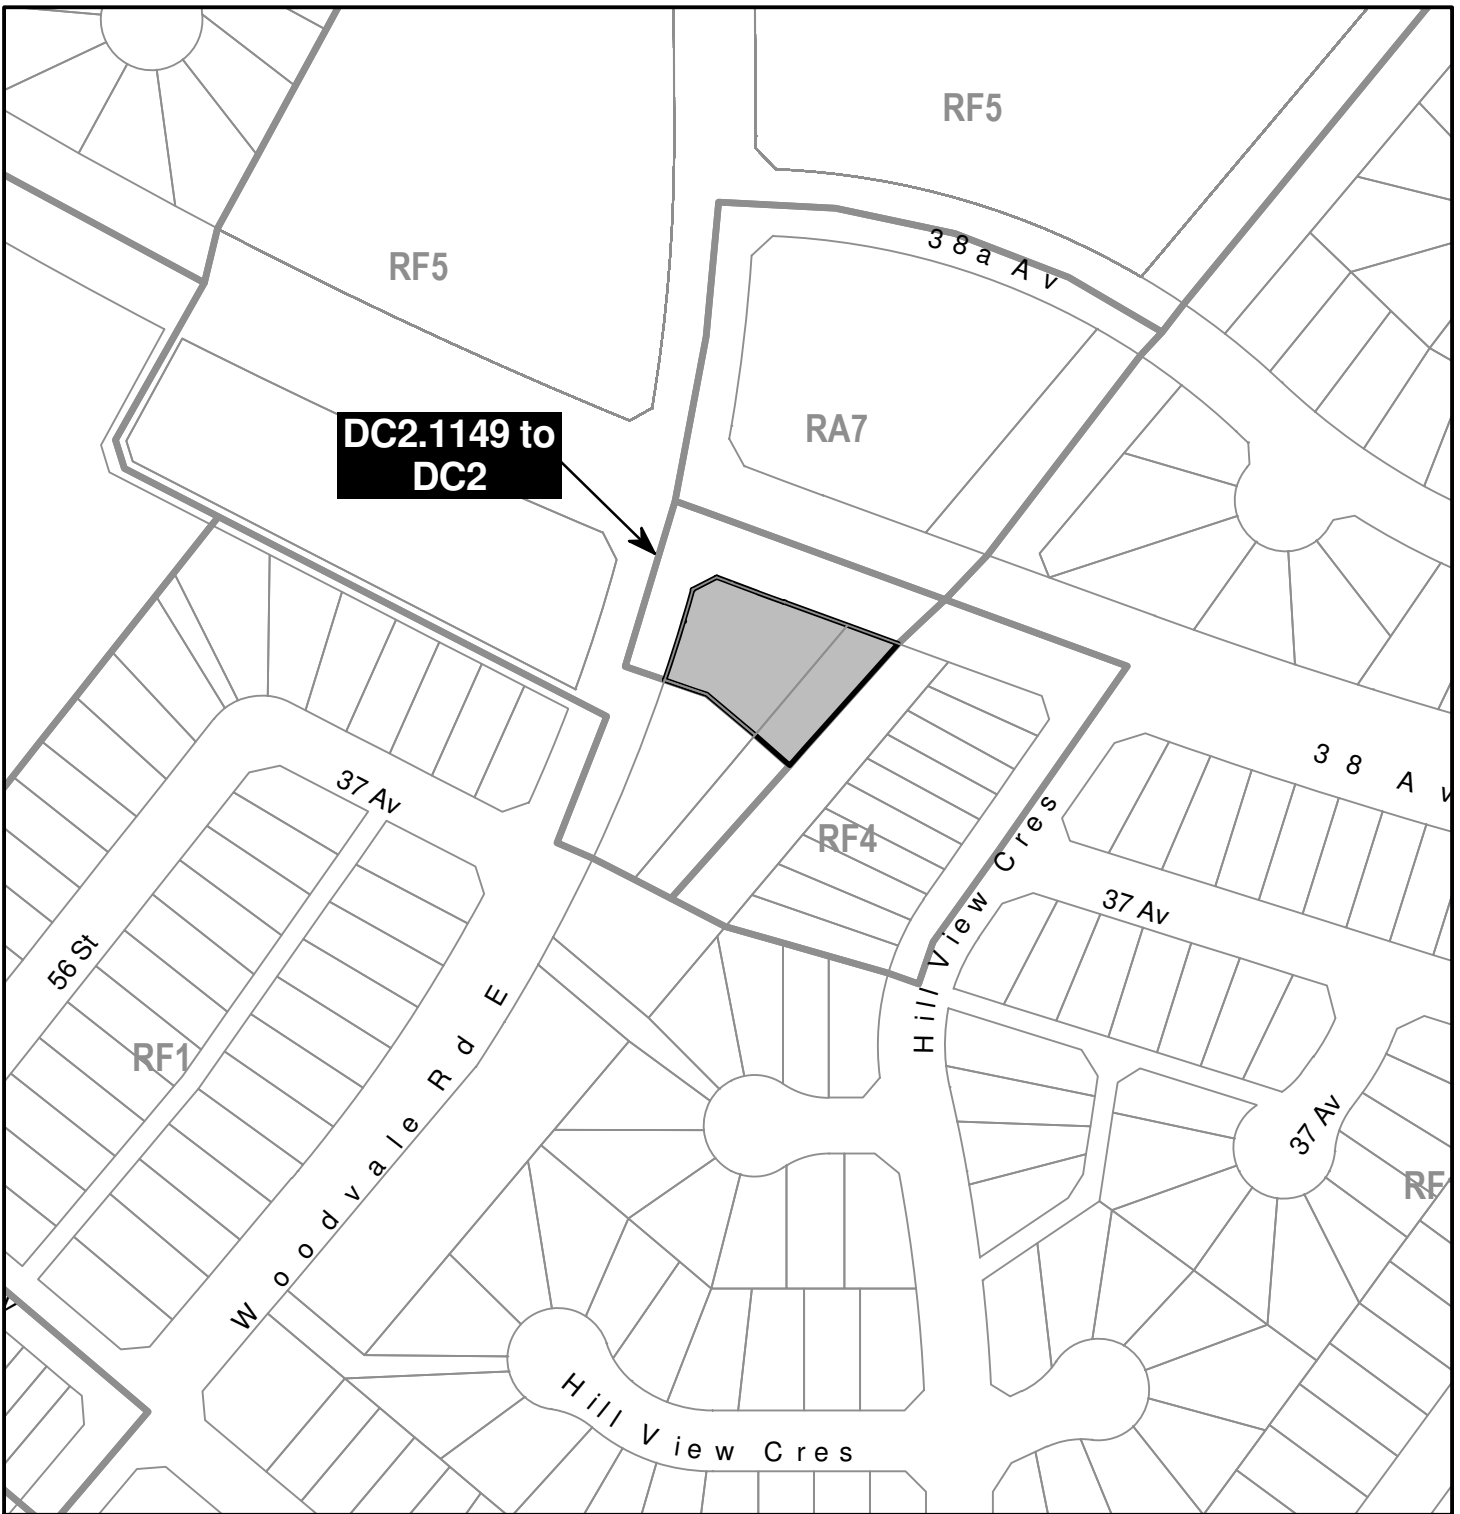 RF5
38a Av
RF5
RA7
DC2.1149 to
DC2
38 Av
37 Av
RF4
Hill View Cres
37 Av
56 St
RF1
Woodvale Rd E
37 Av
RF
Hill View Cres